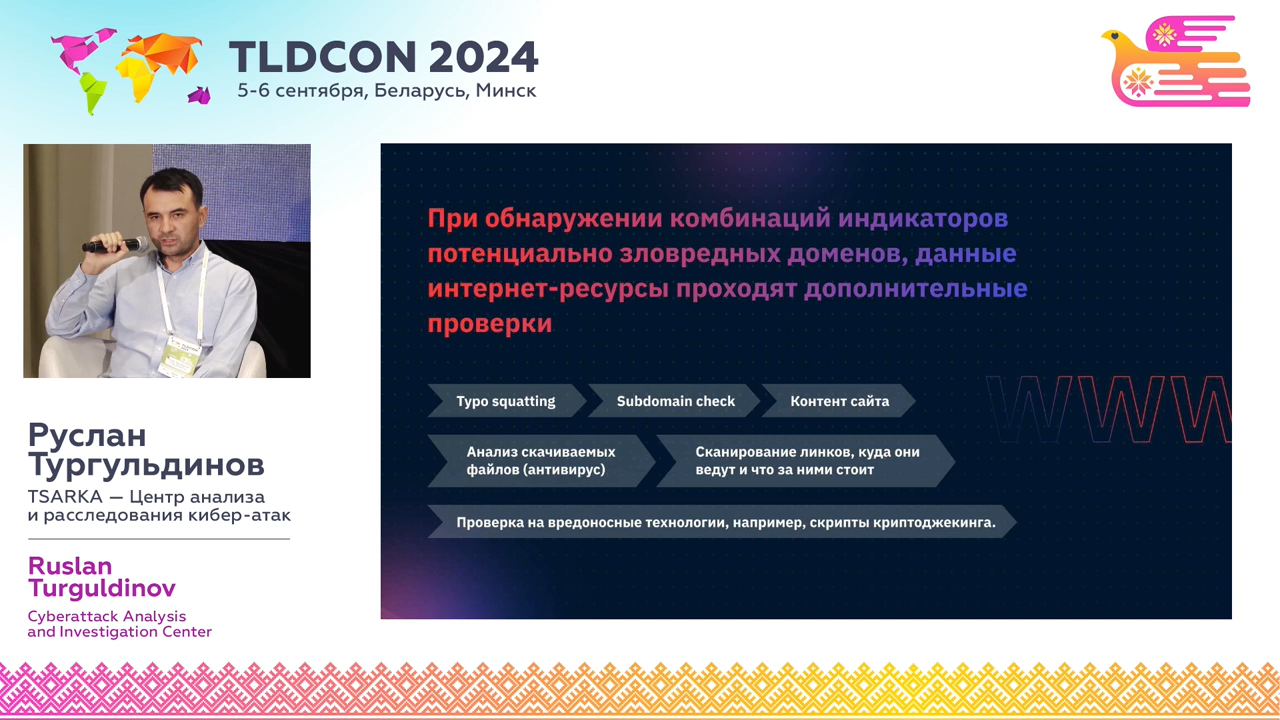 TLDCON 2024
5-6 сентября, Беларусь, Минск
Руслан
Тургульдинов
TSARKA — Центр анализа
и расследования кибер-атак
Ruslan
Turguldinov
Cyberattack Analysis
and Investigation Center
При обнаружении комбинаций индикаторов
потенциально зловредных доменов, данные
интернет-ресурсы проходят дополнительные
проверки
Typo squatting
Subdomain check
Контент сайта
Анализ скачиваемых
файлов (антивирус)
Сканирование линков, куда они
ведут и что за ними стоит
Проверка на вредоносные технологии, например, скрипты криптоджекинга.
WWW